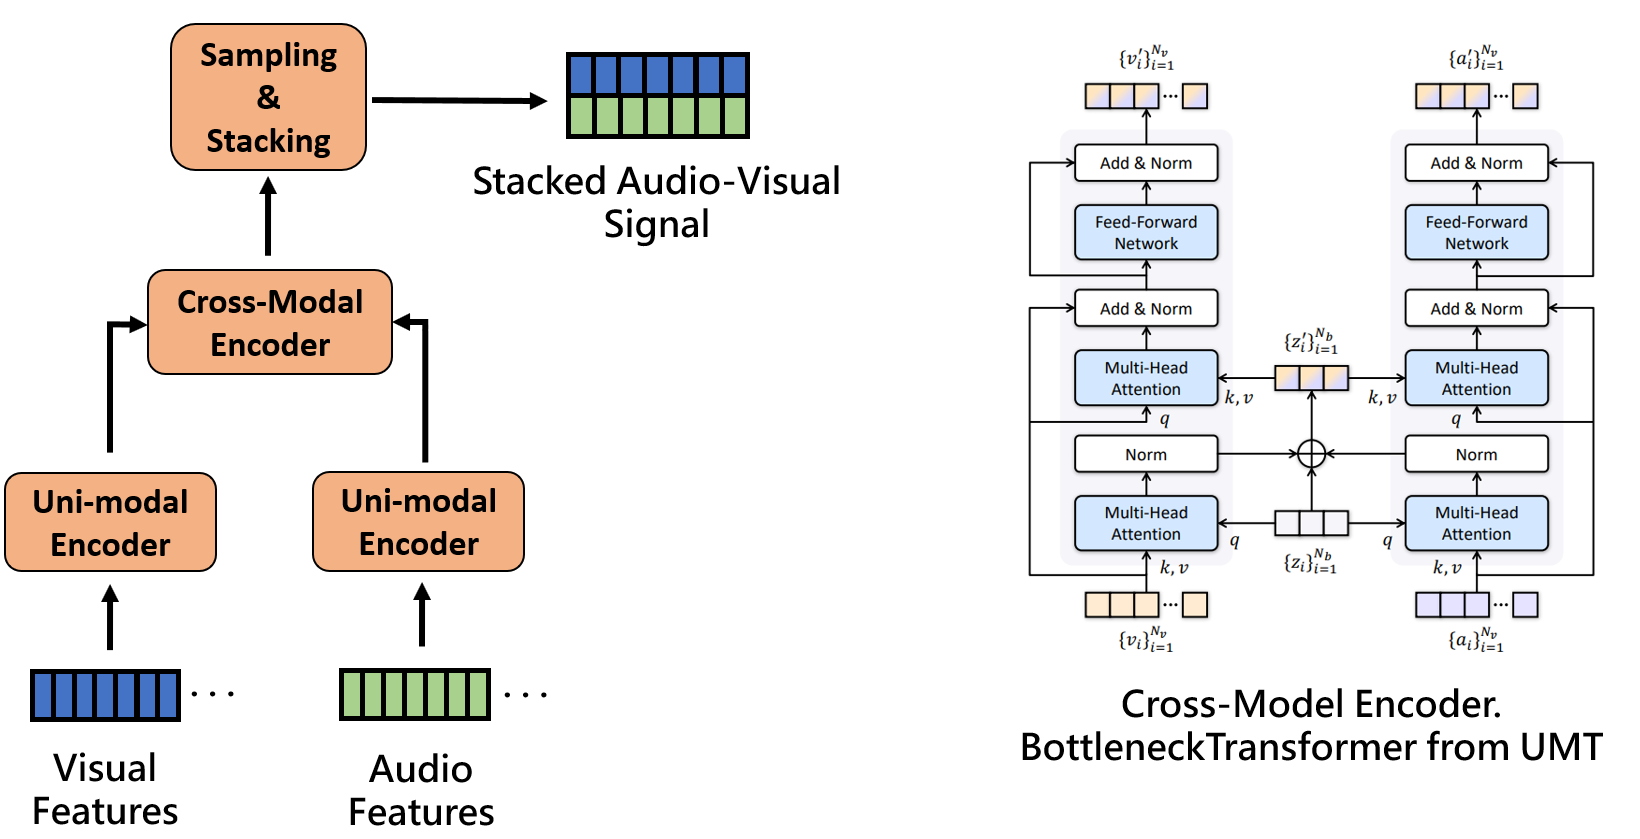 Sampling
&
Stacking
Stacked Audio-Visual
Signal
Cross-Modal
Encoder
Uni-modal
Encoder
Uni-modal
Encoder
...
...
Visual
Features
Audio
Features
{v'_i}^{N_v}_{i=1}
{a'_i}^{N_v}_{i=1}
...
...
Add & Norm
Add & Norm
Feed-Forward
Network
Feed-Forward
Network
Add & Norm
Add & Norm
{z'_i}^{N_b}_{i=1}
Multi-Head
Attention
Multi-Head
Attention
k, v
k, v
q
q
Norm
Norm
Multi-Head
Attention
Multi-Head
Attention
q
q
{z_i}^{N_b}_{i=1}
k, v
k, v
...
...
{v_i}^{N_v}_{i=1}
{a_i}^{N_v}_{i=1}
Cross-Model Encoder.
BottleneckTransformer from UMT